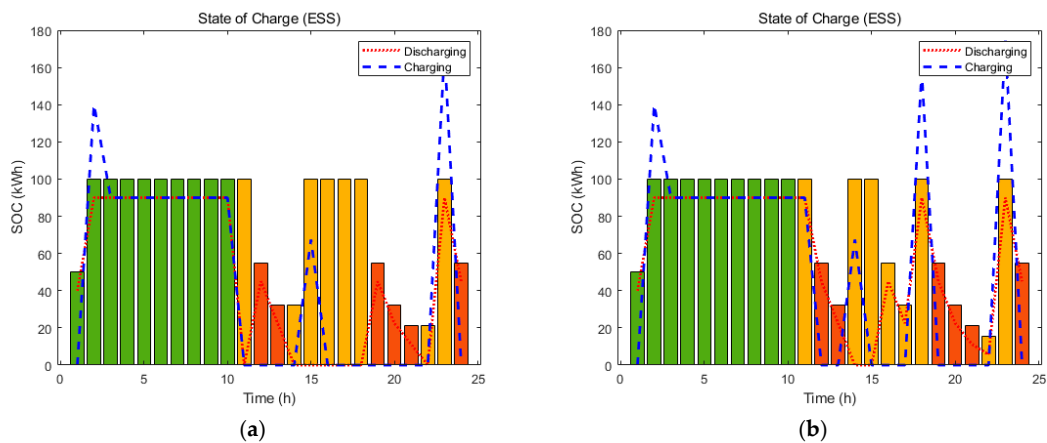 State of Charge (ESS)
180
160
140
120
100
80
60
40
20
0
SOC (kWh)
Discharging
Charging
0 5 10 15 20 25
Time (h)
(a)
State of Charge (ESS)
180
160
140
120
100
80
60
40
20
0
SOC (kWh)
Discharging
Charging
0 5 10 15 20 25
Time (h)
(b)